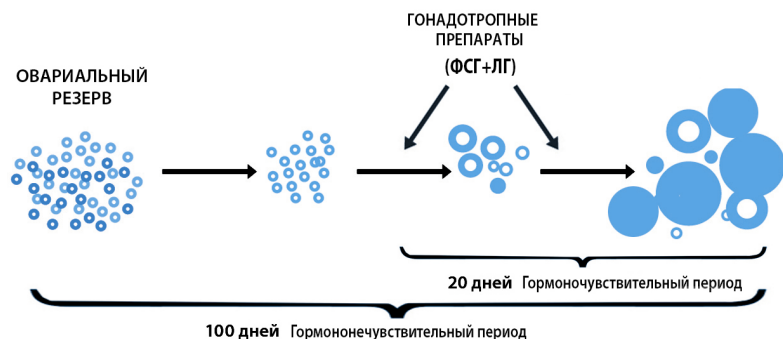 ГОНАДОТРОПНЫЕ
ПРЕПАРАТЫ
(ФСГ+ЛГ)
ОВАРИАЛЬНЫЙ
РЕЗЕРВ
20 дней Гормоночувствительный период
100 дней Гормононечувствительный период